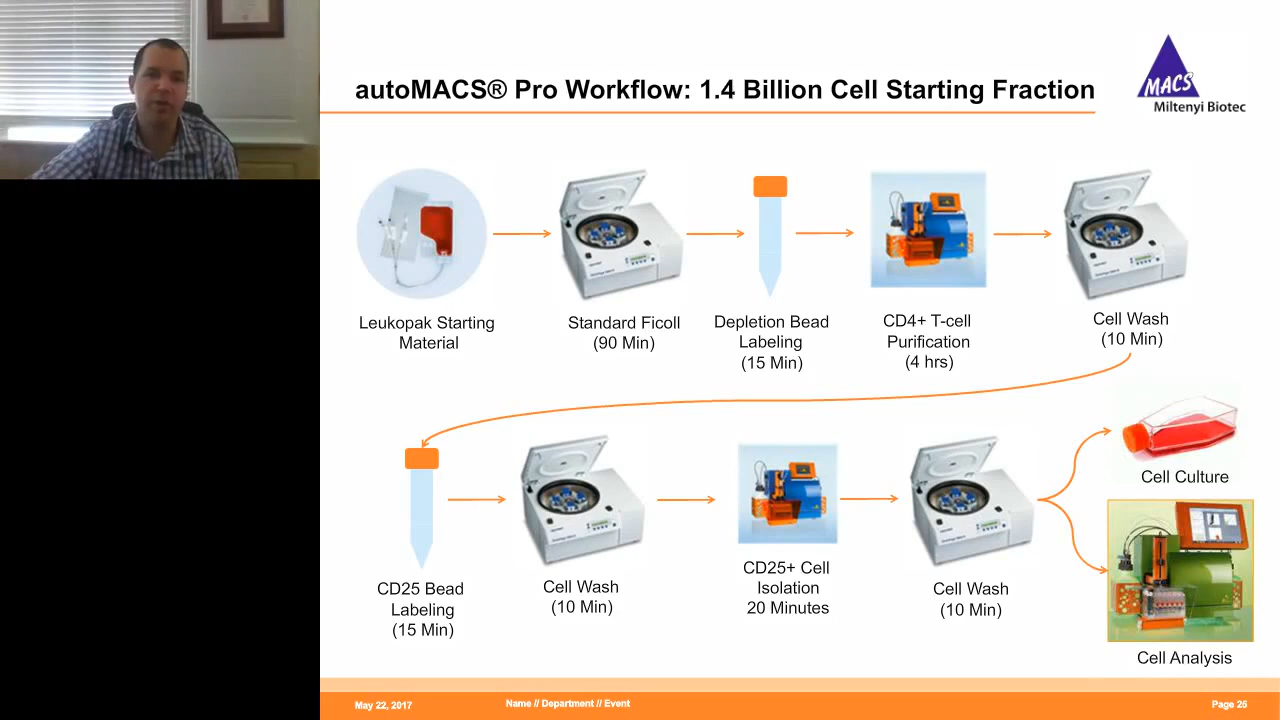 autoMACS® Pro Workflow: 1.4 Billion Cell Starting Fraction
MACS
Miltenyi Biotec
Leukopak Starting
Material
Standard Ficoll
(90 Min)
Depletion Bead
Labeling
(15 Min)
CD4+ T-cell
Purification
(4 hrs)
Cell Wash
(10 Min)
CD25 Bead
Labeling
(15 Min)
Cell Wash
(10 Min)
CD25+ Cell
Isolation
20 Minutes
Cell Wash
(10 Min)
Cell Culture
Cell Analysis
May 22, 2017
Name // Department // Event
Page 25